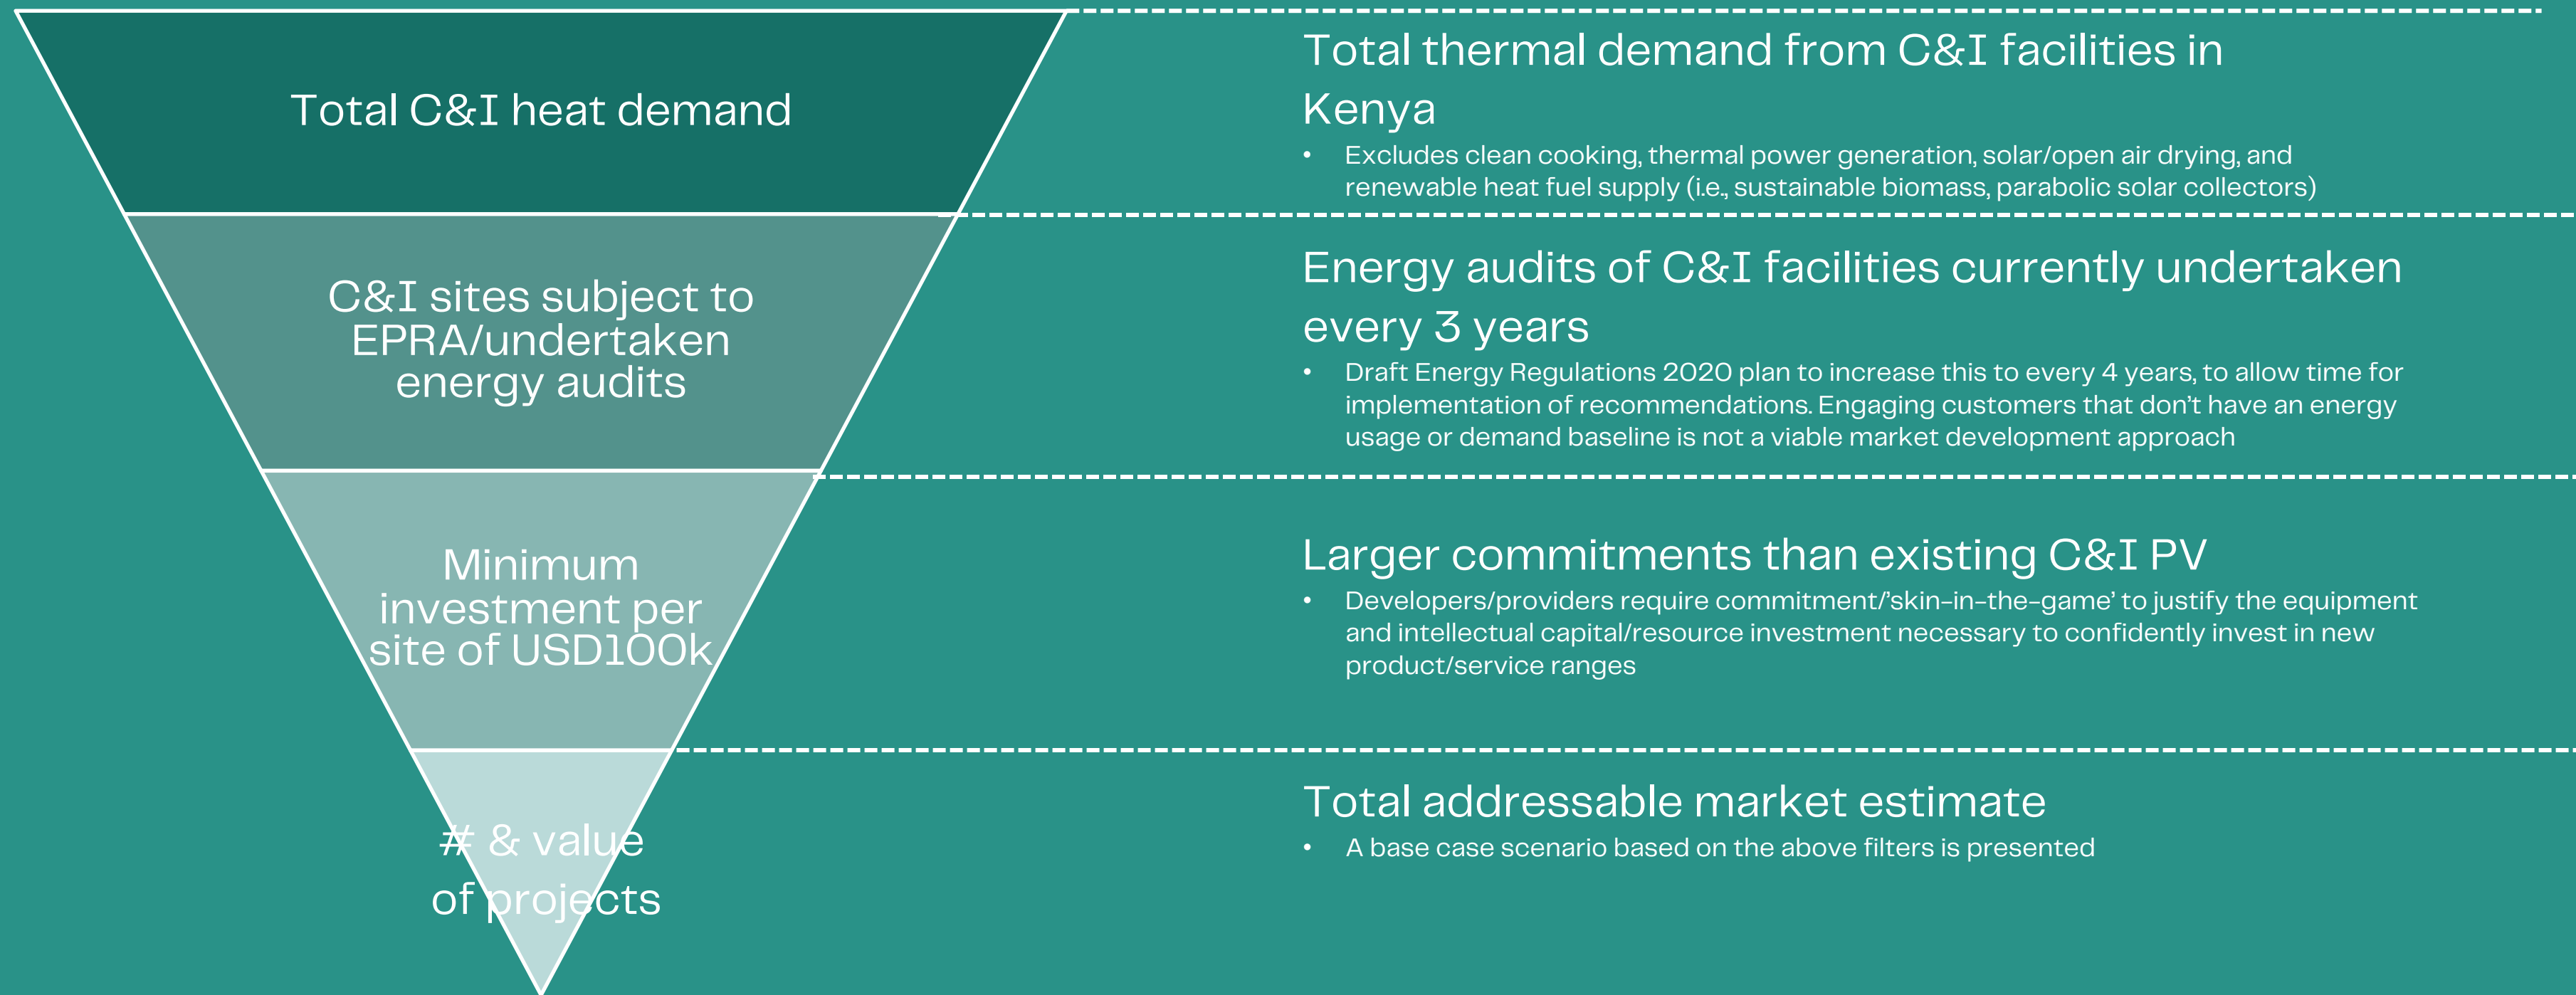 Total C&I heat demand
Total thermal demand from C&I facilities in
Kenya
• Excludes clean cooking, thermal power generation, solar/open air drying, and
renewable heat fuel supply (i.e., sustainable biomass, parabolic solar collectors)
C&I sites subject to
EPRA/undertaken
energy audits
Energy audits of C&I facilities currently undertaken
every 3 years
• Draft Energy Regulations 2020 plan to increase this to every 4 years, to allow time for
implementation of recommendations. Engaging customers that don’t have an energy
usage or demand baseline is not a viable market development approach
Minimum
investment per
site of USD100k
Larger commitments than existing C&I PV
• Developers/providers require commitment/’skin-in-the-game’ to justify the equipment
and intellectual capital/resource investment necessary to confidently invest in new
product/service ranges
# & value
of projects
Total addressable market estimate
• A base case scenario based on the above filters is presented